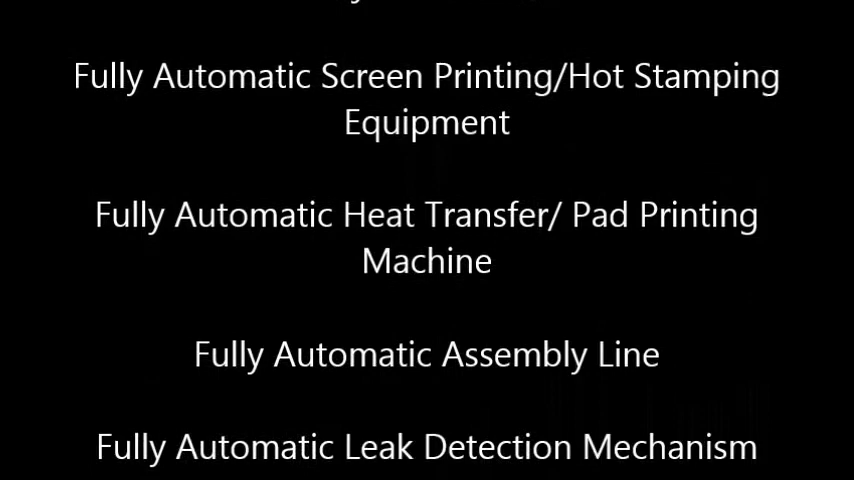 Fully Automatic Screen Printing/Hot Stamping
Equipment
Fully Automatic Heat Transfer/ Pad Printing
Machine
Fully Automatic Assembly Line
Fully Automatic Leak Detection Mechanism